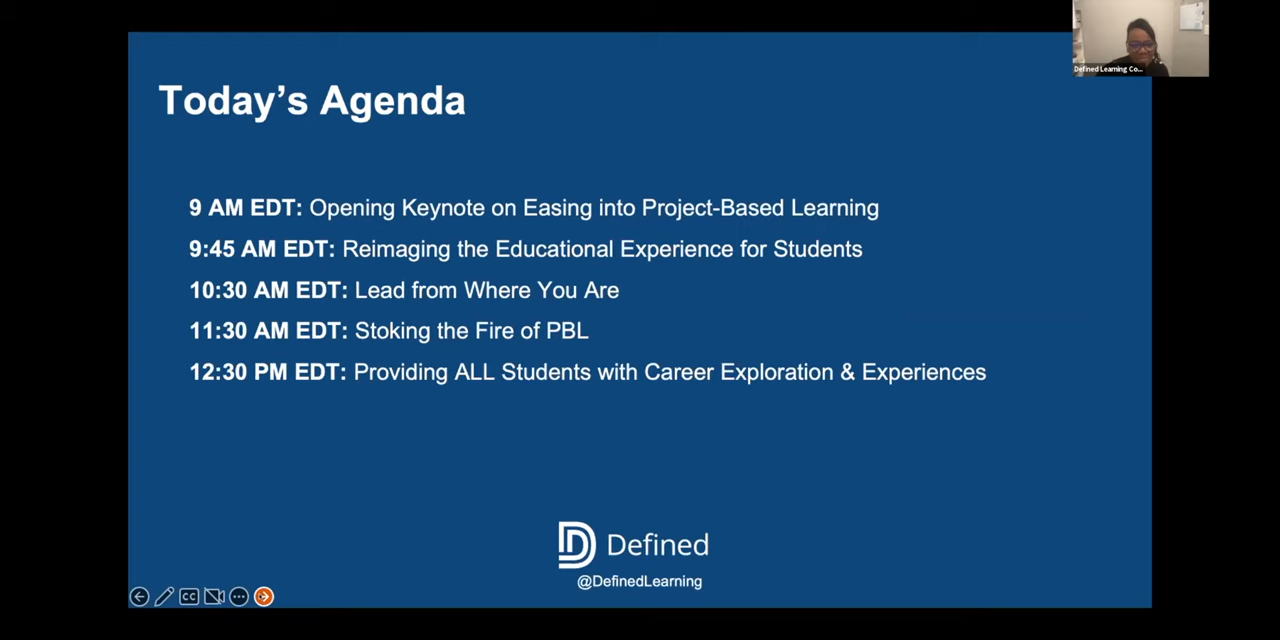 Defined Learning Co...
Today's Agenda
9 AM EDT: Opening Keynote on Easing into Project-Based Learning
9:45 AM EDT: Reimaging the Educational Experience for Students
10:30 AM EDT: Lead from Where You Are
11:30 AM EDT: Stoking the Fire of PBL
12:30 PM EDT: Providing ALL Students with Career Exploration & Experiences
Defined
@DefinedLearning
CC